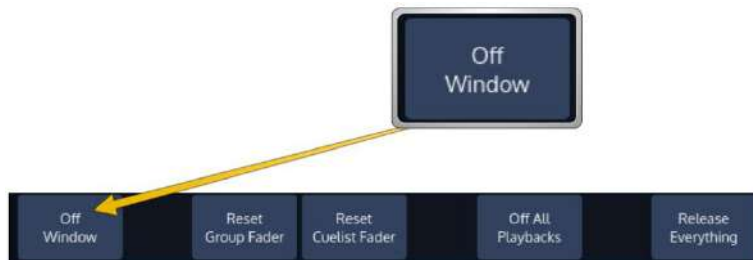 Off
Window
Off
Window
Reset
Group Fader
Reset
Cuelist Fader
Off All
Playbacks
Release
Everything